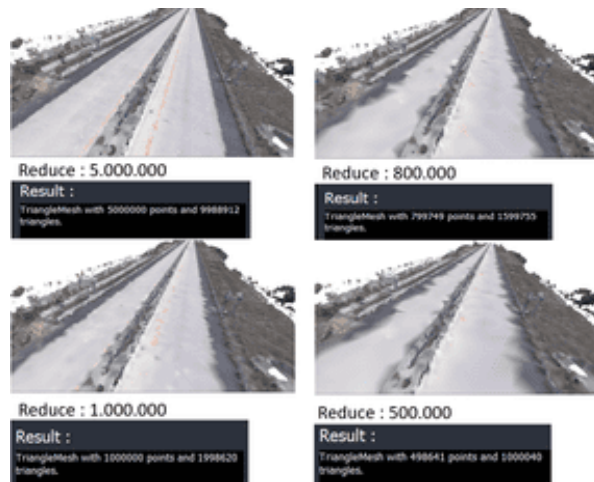 Reduce : 5.000.000
Result :
TriangleMesh with 5000000 points and 9988912
triangles.
Reduce : 800.000
Result :
TriangleMesh with 799749 points and 1599755
triangles.
Reduce : 1.000.000
Result :
TriangleMesh with 1000000 points and 1998620
triangles.
Reduce : 500.000
Result :
TriangleMesh with 498641 points and 1000040
triangles.